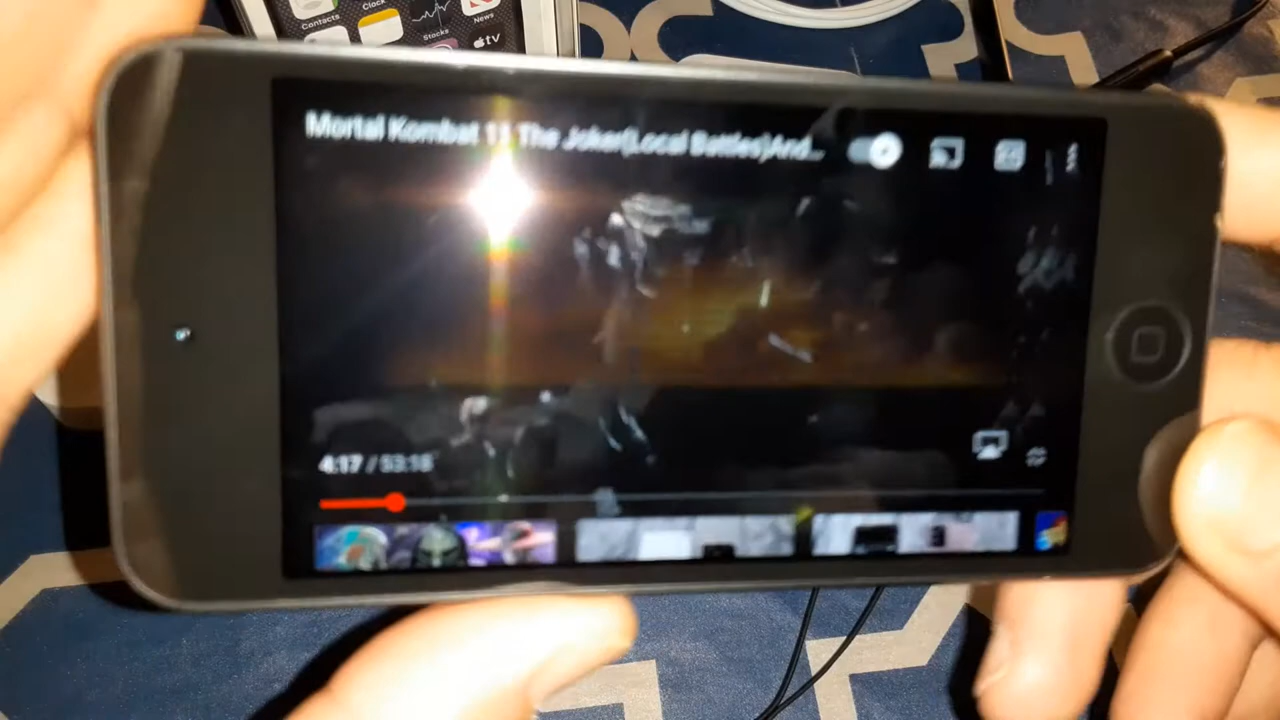 Contacts
Clock
Stocks
News
tv
Mortal Kombat 11 The Joker(Local Battles)And...
4:17 / 53:16